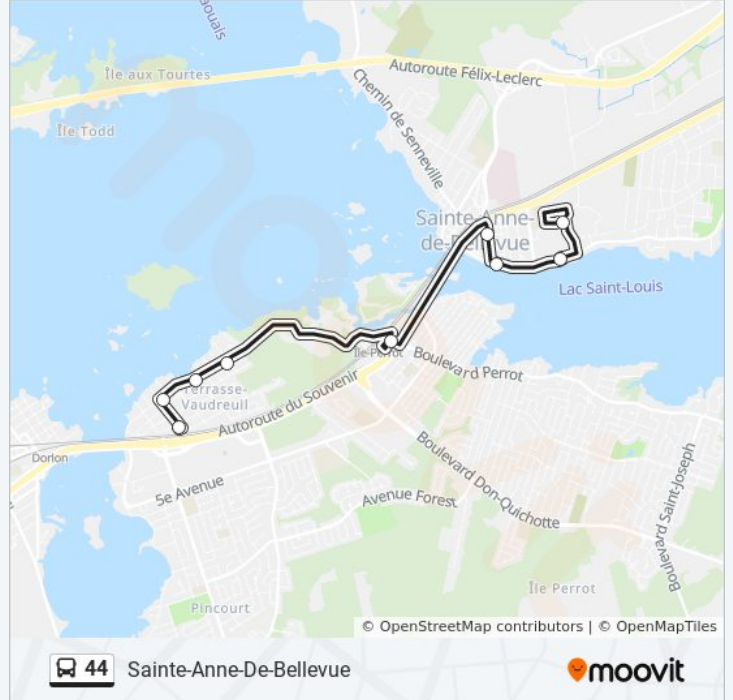 aouais
Île aux Tourtes
Autoroute Félix-Leclerc
Île Todd
Chemin de Senneville
Sainte-Anne-
de-Bellevue
Lac Saint-Louis
Île Perrot
Boulevard Perrot
Terrasse-
Vaudreuil
Autoroute du Souvenir
Dorion
5e Avenue
Boulevard Don-Quichotte
Avenue Forest
Boulevard Saint-Joseph
Île Perrot
Pincourt
© OpenStreetMap contributors | © OpenMapTiles
44 Sainte-Anne-De-Bellevue
moovit